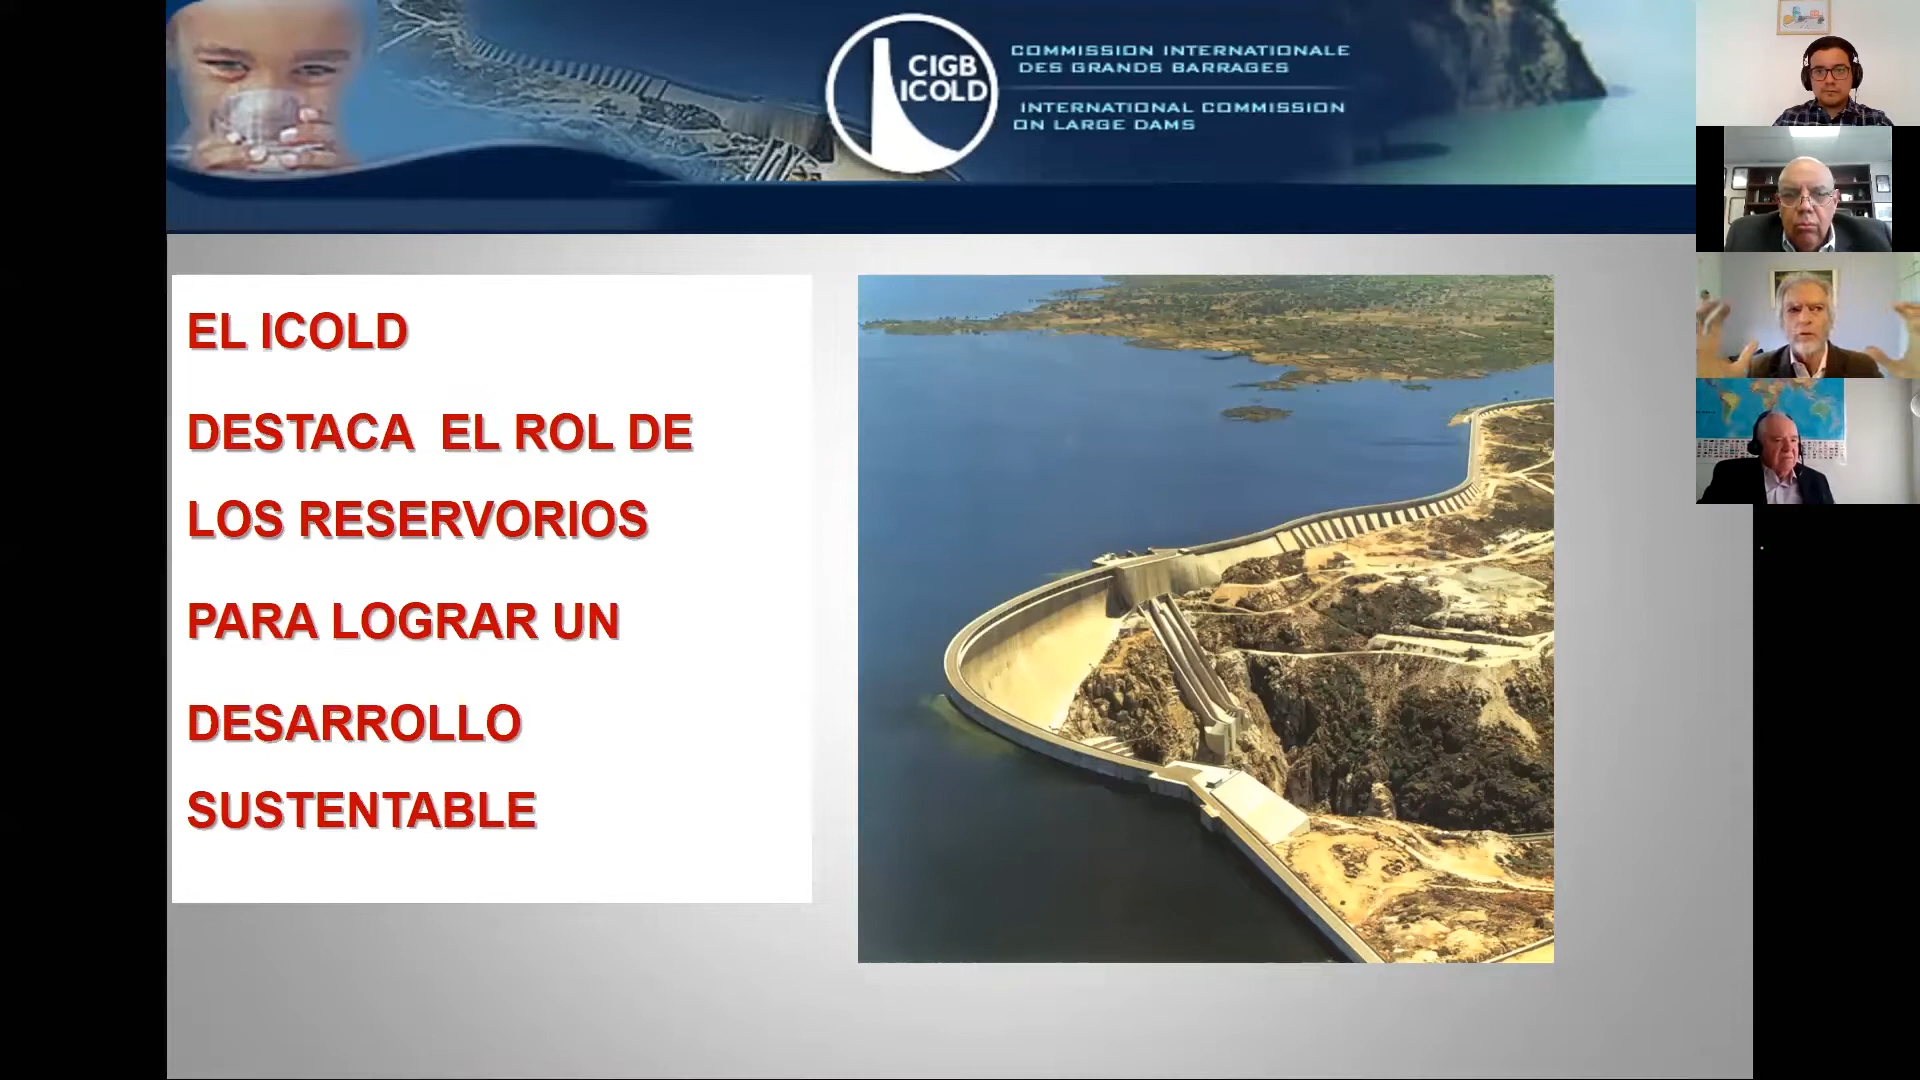 CIGB
ICOLD
COMMISSION INTERNATIONALE
DES GRANDS BARRAGES
INTERNATIONAL COMMISSION
ON LARGE DAMS
EL ICOLD
DESTACA EL ROL DE
LOS RESERVORIOS
PARA LOGRAR UN
DESARROLLO
SUSTENTABLE